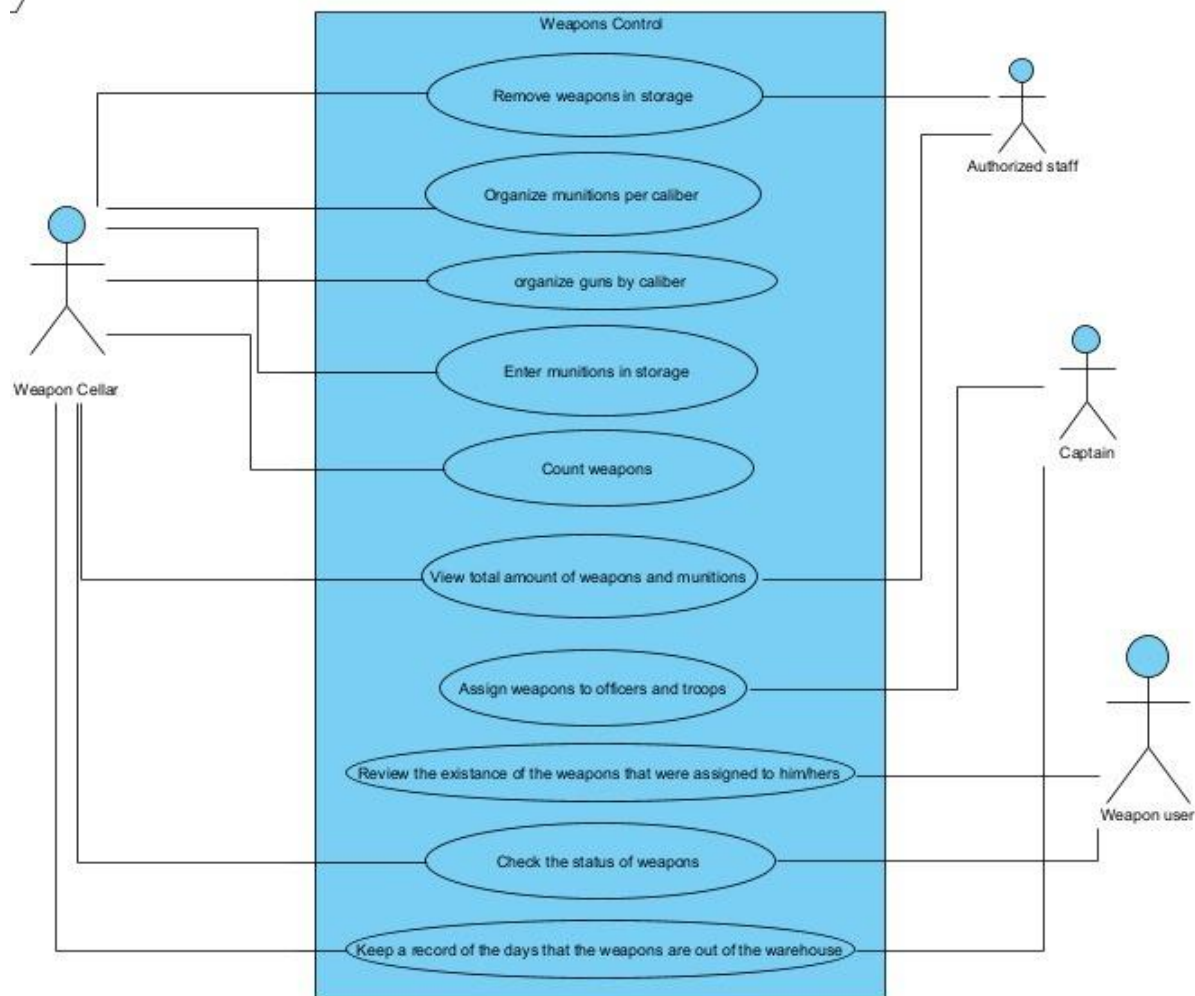 Weapons Control
Remove weapons in storage
Authorized staff
Organize munitions per caliber
organize guns by caliber
Enter munitions in storage
Weapon Cellar
Captain
Count weapons
View total amount of weapons and munitions
Assign weapons to officers and troops
Review the existance of the weapons that were assigned to him/hers
Weapon user
Check the status of weapons
Keep a record of the days that the weapons are out of the warehouse